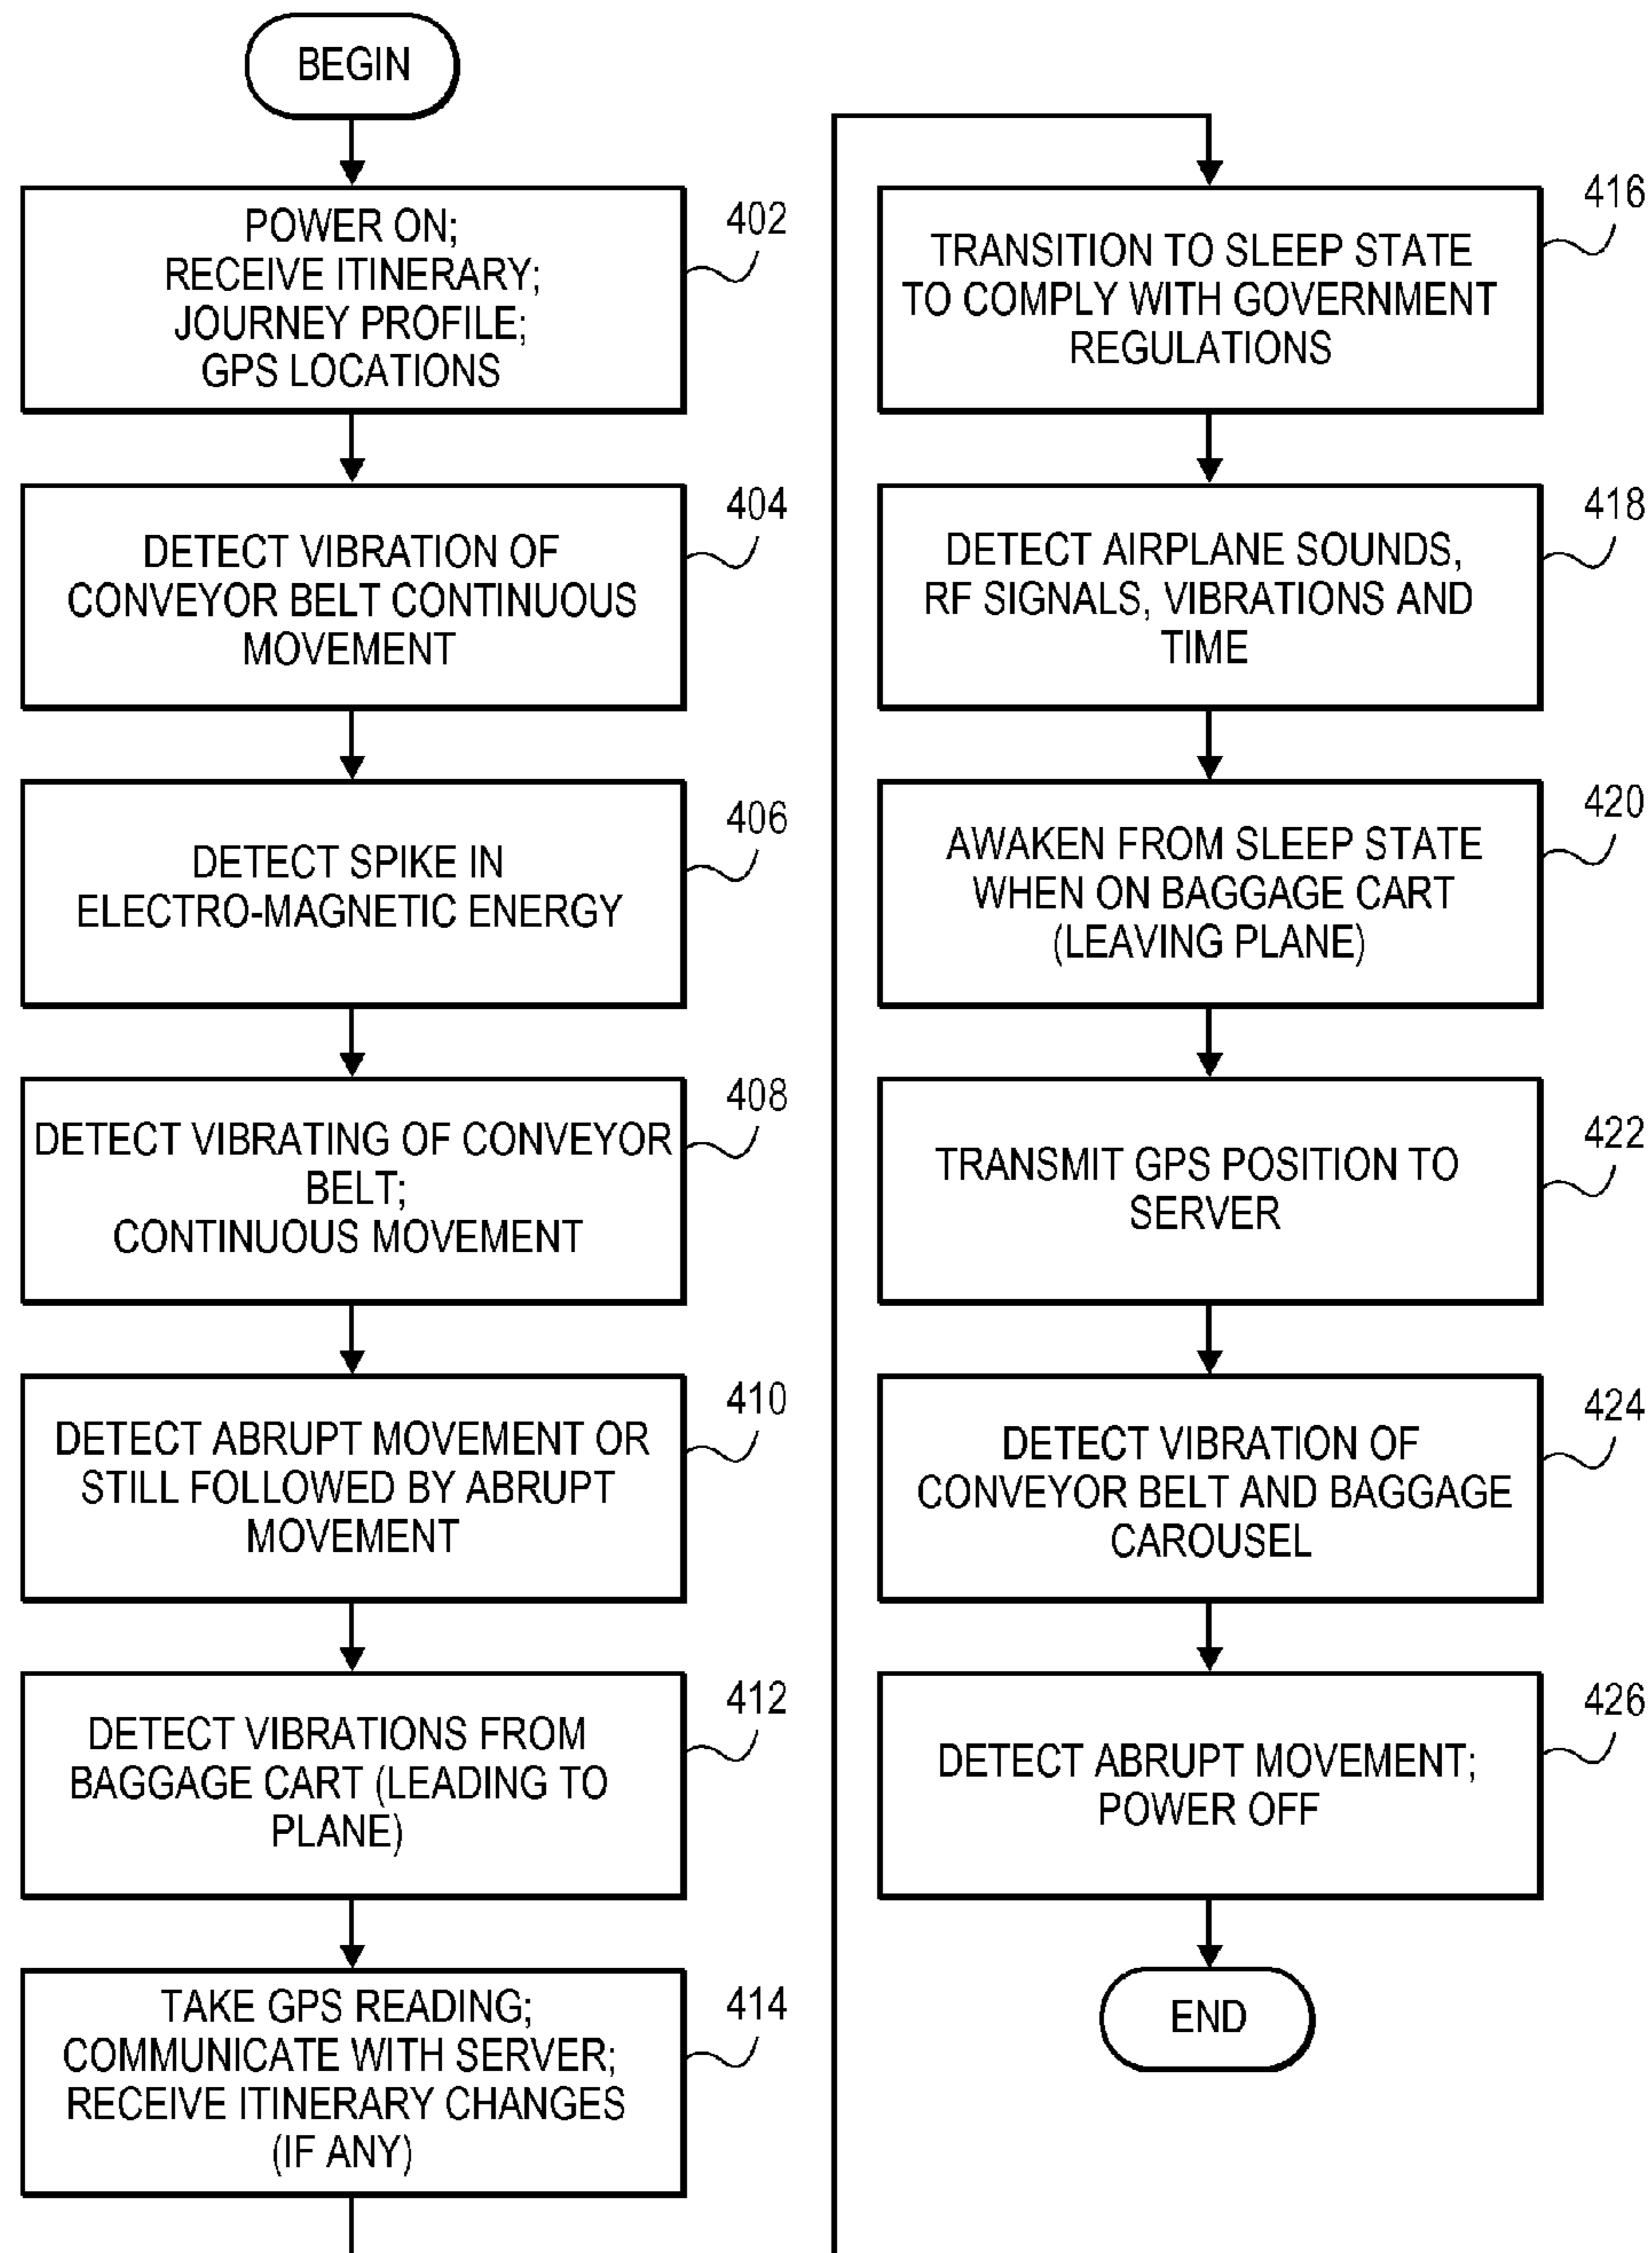 BEGIN
POWER ON;
RECEIVE ITINERARY;
JOURNEY PROFILE;
GPS LOCATIONS
402
DETECT VIBRATION OF
CONVEYOR BELT CONTINUOUS
MOVEMENT
404
DETECT SPIKE IN
ELECTRO-MAGNETIC ENERGY
406
DETECT VIBRATING OF CONVEYOR
BELT;
CONTINUOUS MOVEMENT
408
DETECT ABRUPT MOVEMENT OR
STILL FOLLOWED BY ABRUPT
MOVEMENT
410
DETECT VIBRATIONS FROM
BAGGAGE CART (LEADING TO
PLANE)
412
TAKE GPS READING;
COMMUNICATE WITH SERVER;
RECEIVE ITINERARY CHANGES
(IF ANY)
414
TRANSITION TO SLEEP STATE
TO COMPLY WITH GOVERNMENT
REGULATIONS
416
DETECT AIRPLANE SOUNDS,
RF SIGNALS, VIBRATIONS AND
TIME
418
AWAKEN FROM SLEEP STATE
WHEN ON BAGGAGE CART
(LEAVING PLANE)
420
TRANSMIT GPS POSITION TO
SERVER
422
DETECT VIBRATION OF
CONVEYOR BELT AND BAGGAGE
CAROUSEL
424
DETECT ABRUPT MOVEMENT;
POWER OFF
426
END